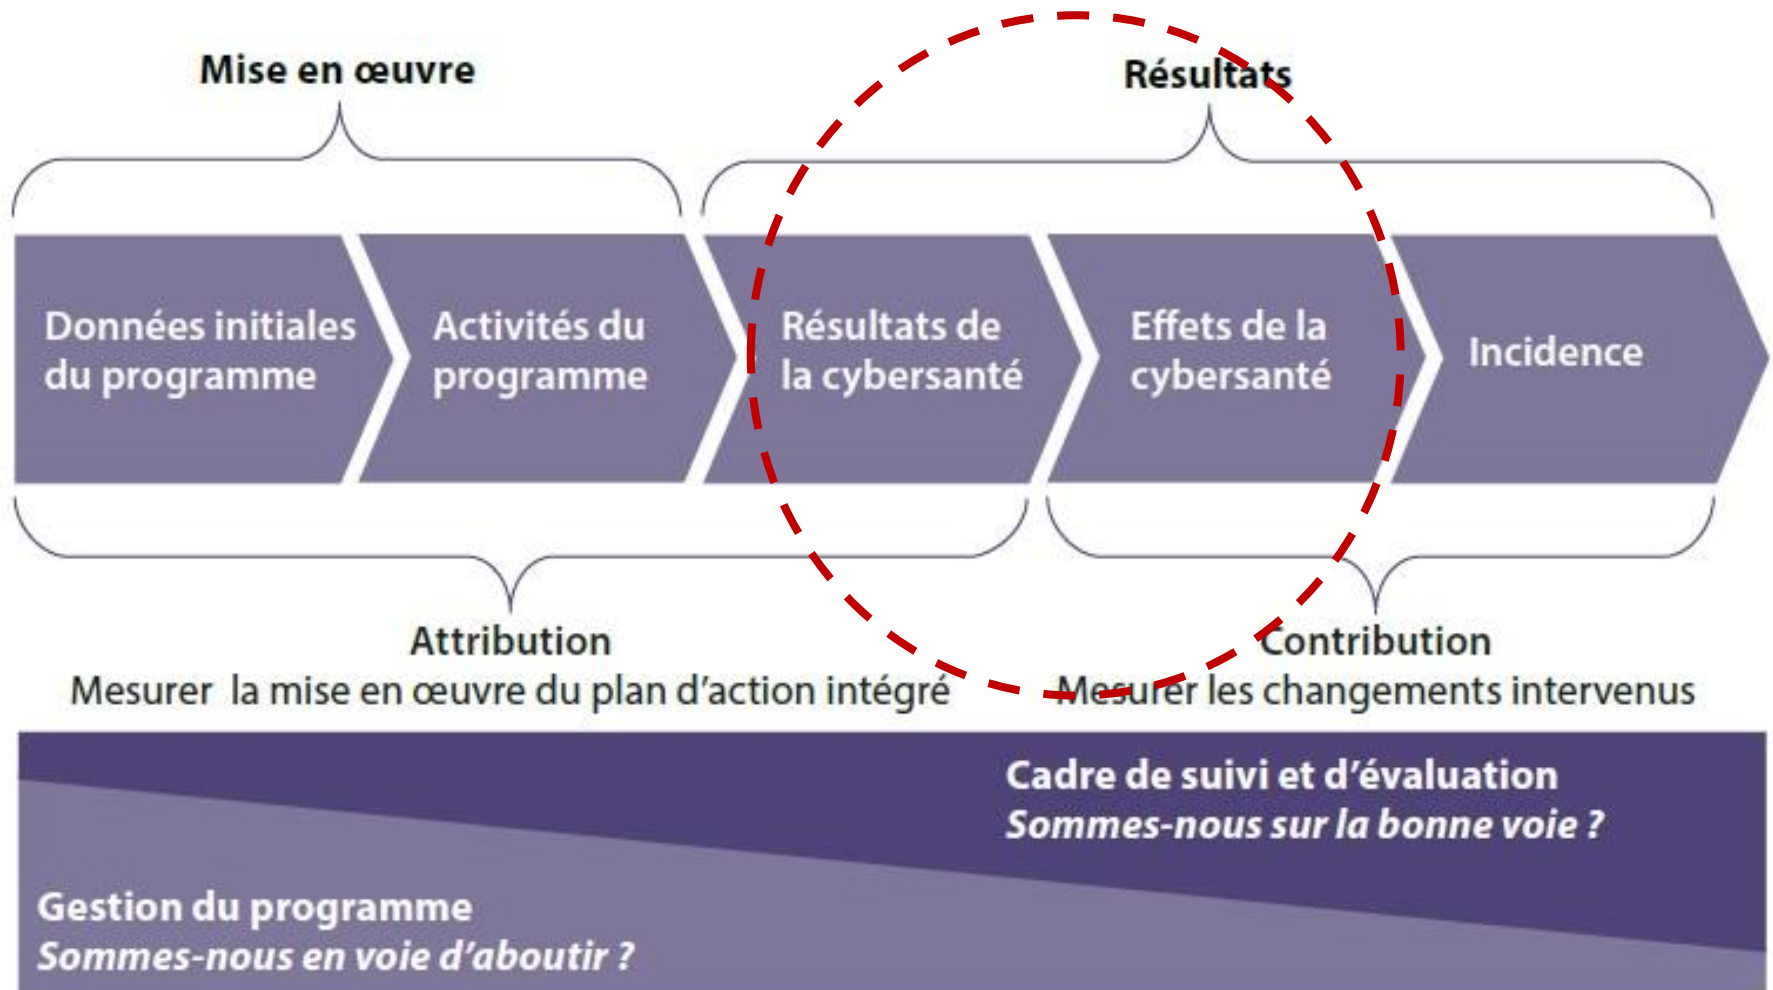 Mise en œuvre
Résultats
Données initiales
du programme
Activités du
programme
Résultats de
la cybersanté
Effets de la
cybersanté
Incidence
Attribution
Mesurer la mise en œuvre du plan d’action intégré
Contribution
Mesurer les changements intervenus
Cadre de suivi et d’évaluation
Sommes-nous sur la bonne voie ?
Gestion du programme
Sommes-nous en voie d’aboutir ?